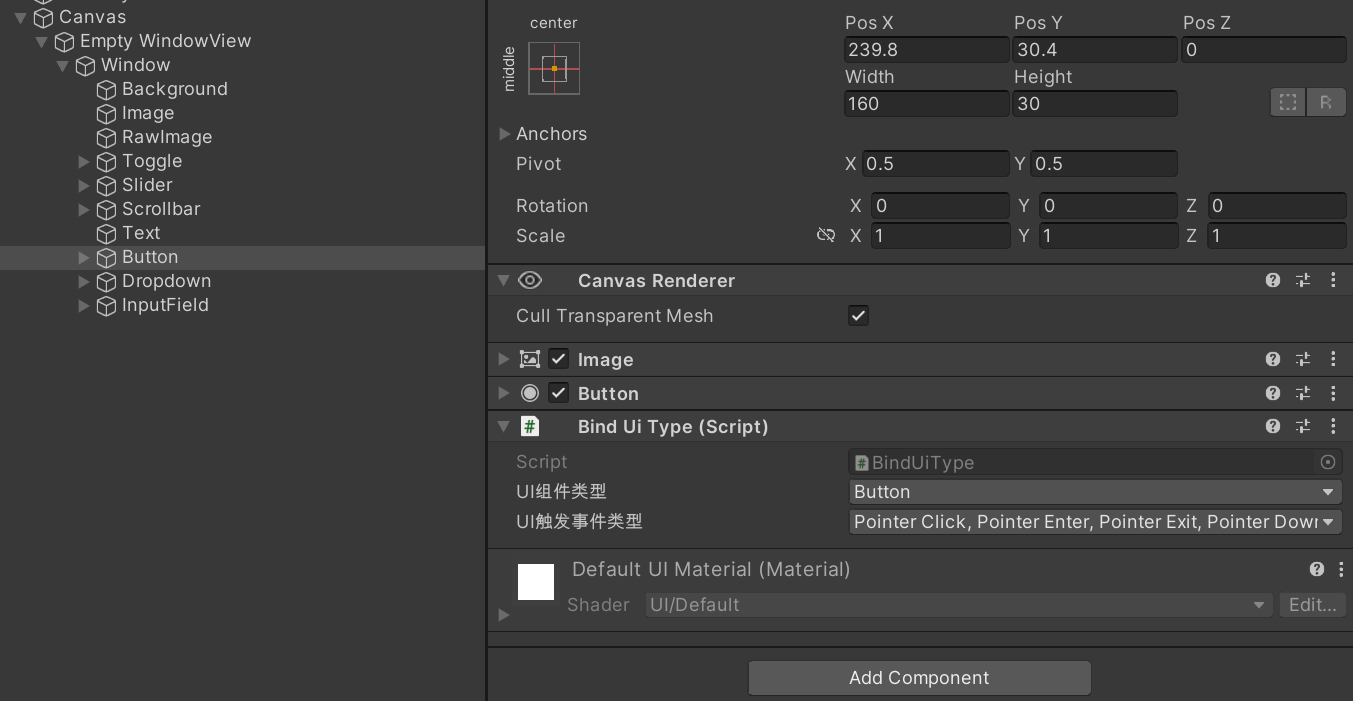 Canvas
Empty WindowView
Window
Background
Image
RawImage
Toggle
Slider
Scrollbar
Text
Button
Dropdown
InputField
center
middle
Pos X Pos Y Pos Z
239.8 30.4 0
Width Height
160 30
R
Anchors
Pivot X 0.5 Y 0.5
Rotation X 0 Y 0 Z 0
Scale X 1 Y 1 Z 1
Canvas Renderer
Cull Transparent Mesh
Image
Button
# Bind Ui Type (Script)
Script # BindUiType
UI组件类型 Button
UI触发事件类型 Pointer Click, Pointer Enter, Pointer Exit, Pointer Down
Default UI Material (Material)
Shader UI/Default Edit...
Add Component